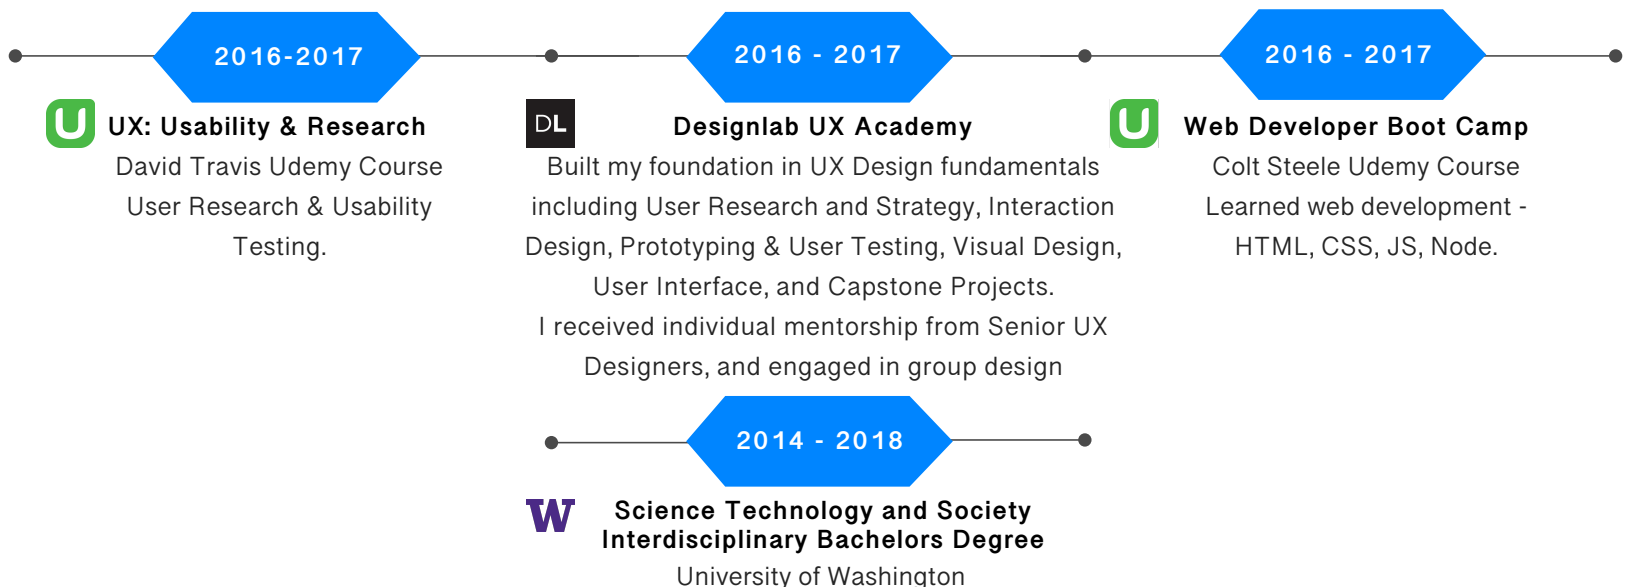 2016-2017
U UX: Usability & Research
David Travis Udemy Course
User Research & Usability
Testing.
2016 - 2017
DL Designlab UX Academy
Built my foundation in UX Design fundamentals
including User Research and Strategy, Interaction
Design, Prototyping & User Testing, Visual Design,
User Interface, and Capstone Projects.
I received individual mentorship from Senior UX
Designers, and engaged in group design
2016 - 2017
U Web Developer Boot Camp
Colt Steele Udemy Course
Learned web development -
HTML, CSS, JS, Node.
2014 - 2018
W Science Technology and Society
Interdisciplinary Bachelors Degree
University of Washington